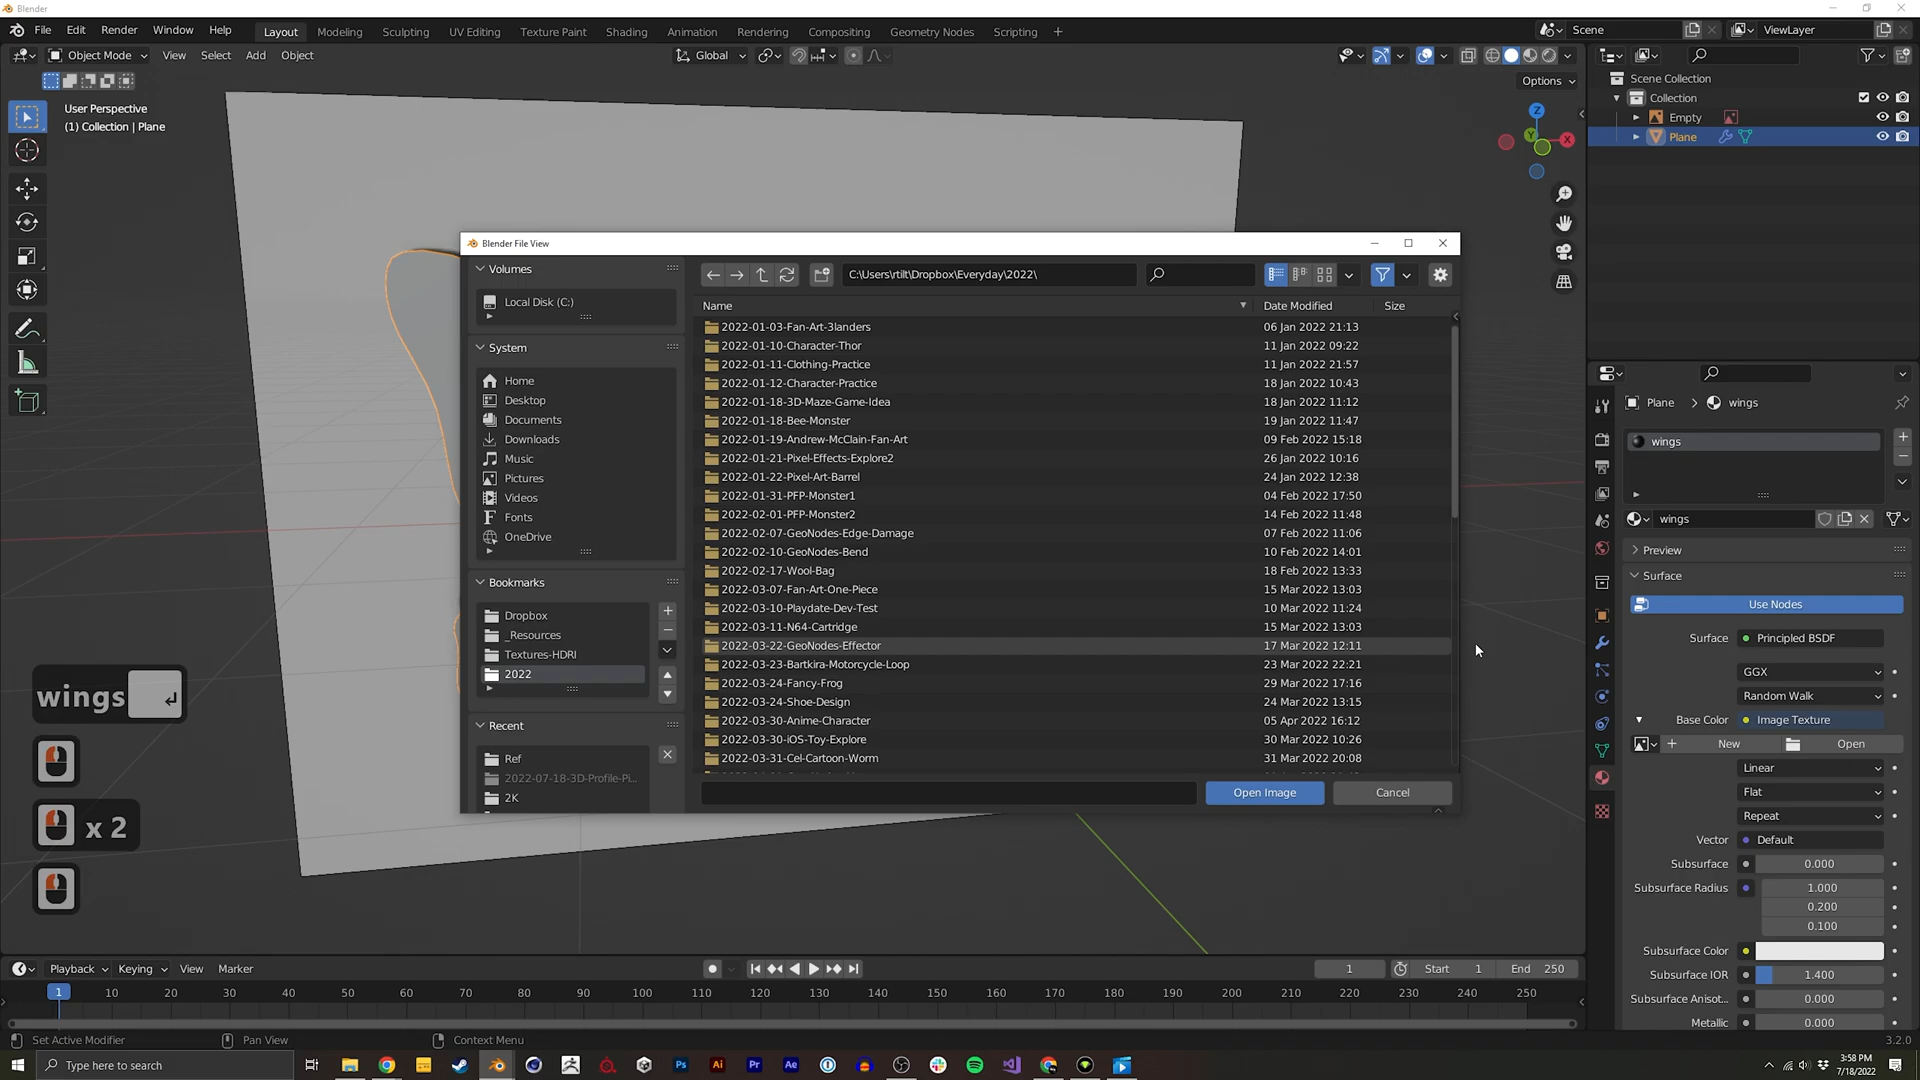 Blender
File Edit Render Window Help Layout Modeling Sculpting UV Editing Texture Paint Shading Animation Rendering Compositing Geometry Nodes Scripting + Scene ViewLayer
Object Mode View Select Add Object Global
Options
User Perspective
(1) Collection | Plane
Z
Y
X
Scene Collection
Collection
Empty
Plane
Blender File View
Volumes
Local Disk (C:)
System
Home
Desktop
Documents
Downloads
Music
Pictures
Videos
Fonts
OneDrive
Bookmarks
Dropbox
_Resources
Textures-HDRI
2022
Recent
Ref
2022-07-18-3D-Profile-Pi...
2K
C:\Users\rtilt\Dropbox\Everyday\2022\
Name Date Modified Size
2022-01-03-Fan-Art-3landers 06 Jan 2022 21:13
2022-01-10-Character-Thor 11 Jan 2022 09:22
2022-01-11-Clothing-Practice 11 Jan 2022 21:57
2022-01-12-Character-Practice 18 Jan 2022 10:43
2022-01-18-3D-Maze-Game-Idea 18 Jan 2022 11:12
2022-01-18-Bee-Monster 19 Jan 2022 11:47
2022-01-19-Andrew-McClain-Fan-Art 09 Feb 2022 15:18
2022-01-21-Pixel-Effects-Explore2 26 Jan 2022 10:16
2022-01-22-Pixel-Art-Barrel 24 Jan 2022 12:38
2022-01-31-PFP-Monster1 04 Feb 2022 17:50
2022-02-01-PFP-Monster2 14 Feb 2022 11:48
2022-02-07-GeoNodes-Edge-Damage 07 Feb 2022 11:06
2022-02-10-GeoNodes-Bend 10 Feb 2022 14:01
2022-02-17-Wool-Bag 18 Feb 2022 13:33
2022-03-07-Fan-Art-One-Piece 15 Mar 2022 13:03
2022-03-10-Playdate-Dev-Test 10 Mar 2022 11:24
2022-03-11-N64-Cartridge 15 Mar 2022 13:03
2022-03-22-GeoNodes-Effector 17 Mar 2022 12:11
2022-03-23-Bartkira-Motorcycle-Loop 23 Mar 2022 22:21
2022-03-24-Fancy-Frog 29 Mar 2022 17:16
2022-03-24-Shoe-Design 24 Mar 2022 13:15
2022-03-30-Anime-Character 05 Apr 2022 16:12
2022-03-30-iOS-Toy-Explore 30 Mar 2022 10:26
2022-03-31-Cel-Cartoon-Worm 31 Mar 2022 20:08
Open Image Cancel
wings
x 2
Plane > wings
wings
wings
Preview
Surface
Use Nodes
Surface Principled BSDF
GGX
Random Walk
Base Color Image Texture
New Open
Linear
Flat
Repeat
Vector Default
Subsurface 0.000
Subsurface Radius 1.000
0.200
0.100
Subsurface Color
Subsurface IOR 1.400
Subsurface Anisot... 0.000
Metallic 0.000
Playback Keying View Marker 1 Start 1 End 250
1 10 20 30 40 50 60 70 80 90 100 110 120 130 140 150 160 170 180 190 200 210 220 230 240 250
Set Active Modifier Pan View Context Menu 3.2.0
Type here to search
Ps Ai Pr Ae
3:58 PM
7/18/2022